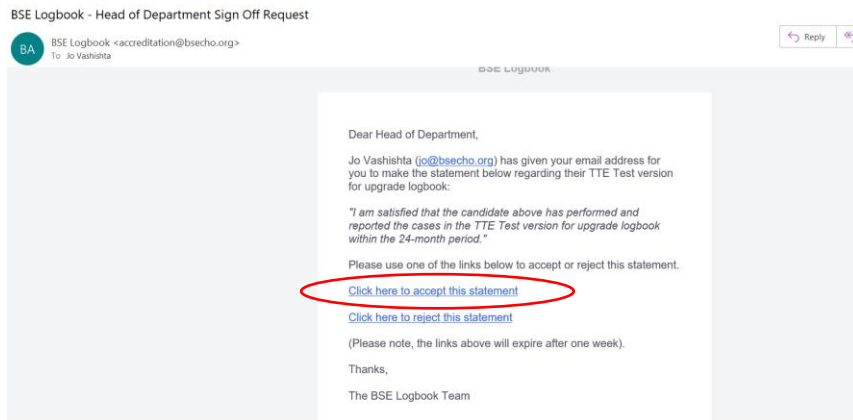 BSE Logbook - Head of Department Sign Off Request
BA
BSE Logbook <accreditation@bsecho.org>
To Jo Vashishta
Reply
BSE Logbook
Dear Head of Department,
Jo Vashishta (jo@bsecho.org) has given your email address for
you to make the statement below regarding their TTE Test version
for upgrade logbook:
"I am satisfied that the candidate above has performed and
reported the cases in the TTE Test version for upgrade logbook
within the 24-month period."
Please use one of the links below to accept or reject this statement.
Click here to accept this statement
Click here to reject this statement
(Please note, the links above will expire after one week).
Thanks,
The BSE Logbook Team